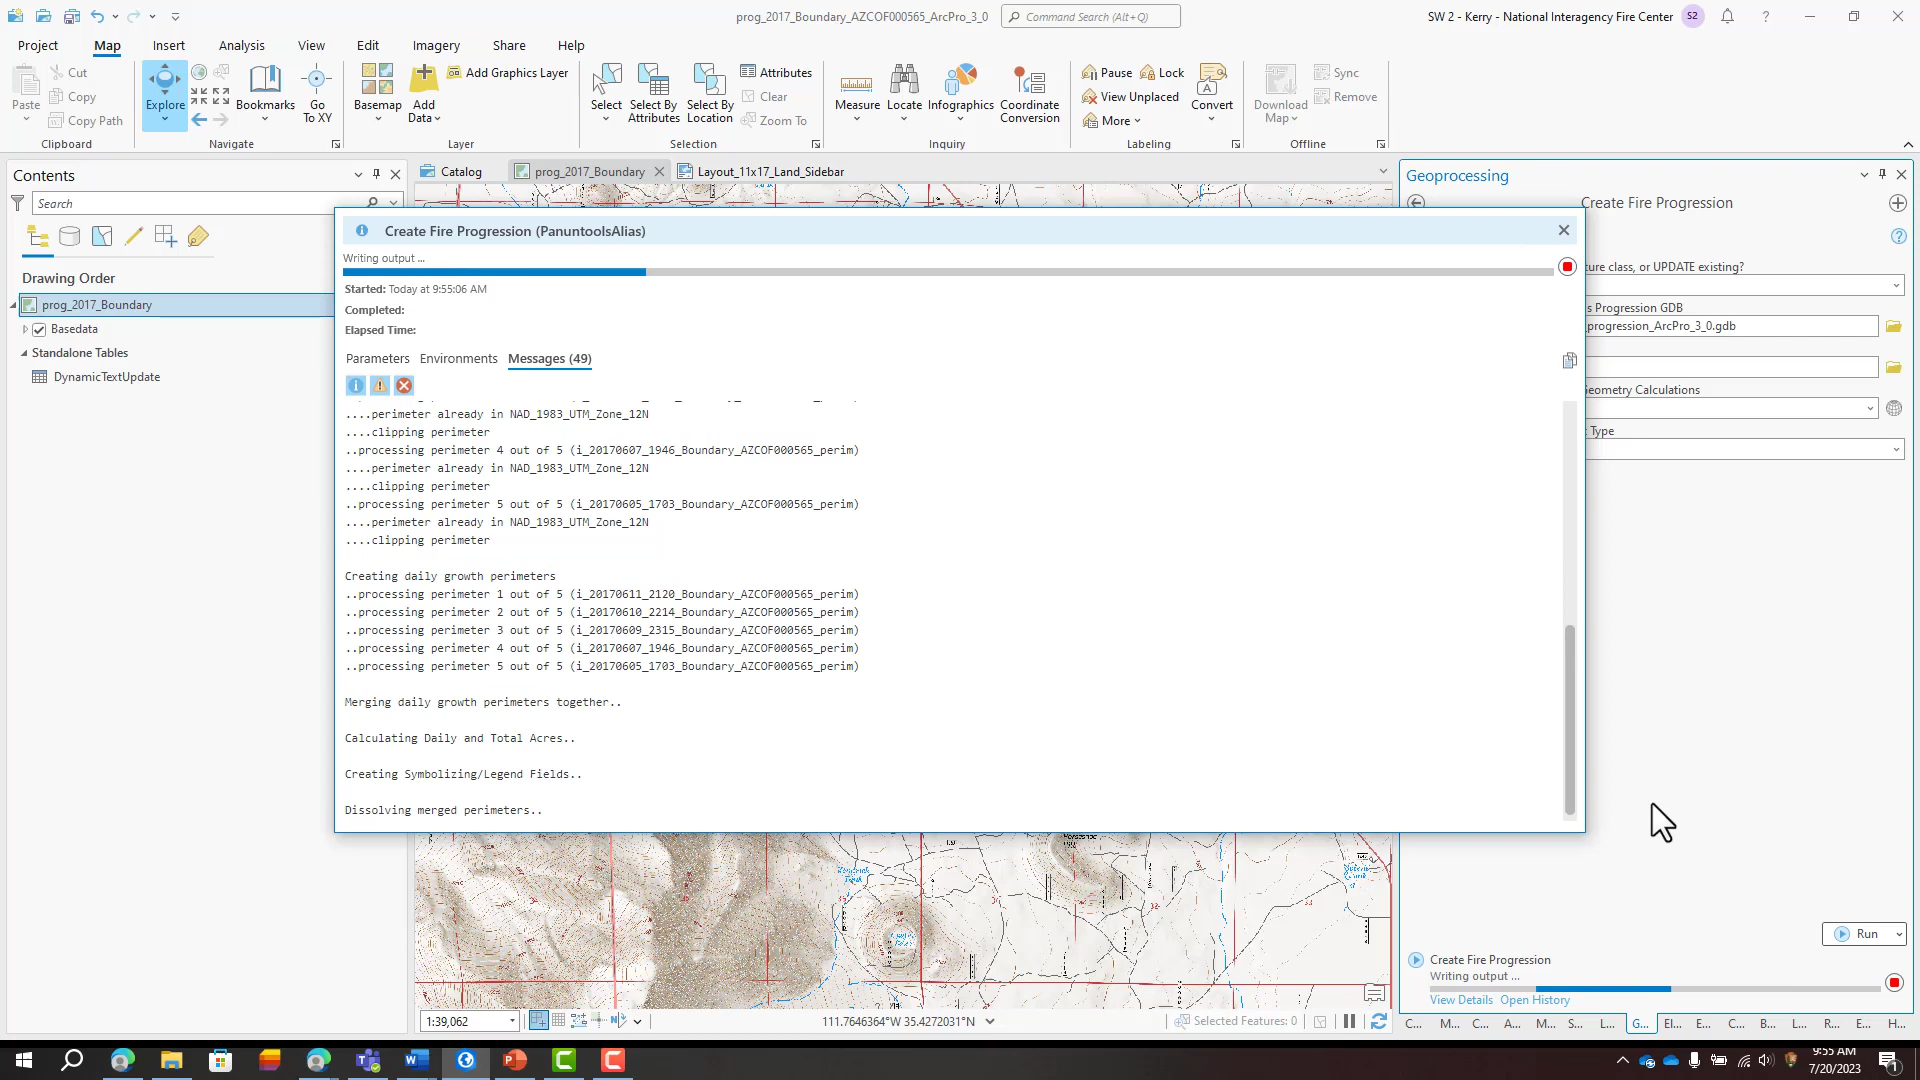 prog_2017_Boundary_AZCOF000565_ArcPro_3_0
Command Search (Alt+Q)
SW 2 - Kerry - National Interagency Fire Center
S2
Project
Map
Insert
Analysis
View
Edit
Imagery
Share
Help
Paste
Cut
Copy
Copy Path
Clipboard
Explore
Bookmarks
Go
To XY
Navigate
Basemap
Add
Data
Add Graphics Layer
Layer
Select
Select By
Attributes
Select By
Location
Attributes
Clear
Zoom To
Selection
Measure
Locate
Infographics
Coordinate
Conversion
Inquiry
Pause
Lock
View Unplaced
More
Convert
Labeling
Download
Map
Sync
Remove
Offline
Contents
Search
Drawing Order
prog_2017_Boundary
Basedata
Standalone Tables
DynamicTextUpdate
Catalog
prog_2017_Boundary
Layout_11x17_Land_Sidebar
Create Fire Progression (PanuntoolsAlias)
Writing output ...
Started: Today at 9:55:06 AM
Completed:
Elapsed Time:
Parameters
Environments
Messages (49)
....perimeter already in NAD_1983_UTM_Zone_12N
....clipping perimeter
..processing perimeter 4 out of 5 (i_20170607_1946_Boundary_AZCOF000565_perim)
....perimeter already in NAD_1983_UTM_Zone_12N
....clipping perimeter
..processing perimeter 5 out of 5 (i_20170605_1703_Boundary_AZCOF000565_perim)
....perimeter already in NAD_1983_UTM_Zone_12N
....clipping perimeter
Creating daily growth perimeters
..processing perimeter 1 out of 5 (i_20170611_2120_Boundary_AZCOF000565_perim)
..processing perimeter 2 out of 5 (i_20170610_2214_Boundary_AZCOF000565_perim)
..processing perimeter 3 out of 5 (i_20170609_2315_Boundary_AZCOF000565_perim)
..processing perimeter 4 out of 5 (i_20170607_1946_Boundary_AZCOF000565_perim)
..processing perimeter 5 out of 5 (i_20170605_1703_Boundary_AZCOF000565_perim)
Merging daily growth perimeters together..
Calculating Daily and Total Acres..
Creating Symbolizing/Legend Fields..
Dissolving merged perimeters..
Geoprocessing
Create Fire Progression
ture class, or UPDATE existing?
s Progression GDB
progression_ArcPro_3_0.gdb
Geometry Calculations
t Type
Run
Create Fire Progression
Writing output ...
View Details
Open History
1:39,062
111.7646364°W 35.4272031°N
Selected Features: 0
C...
M...
C...
A...
M...
S...
L...
G...
El...
E...
C...
B...
L...
R...
E...
H...
9:55 AM
7/20/2023
1